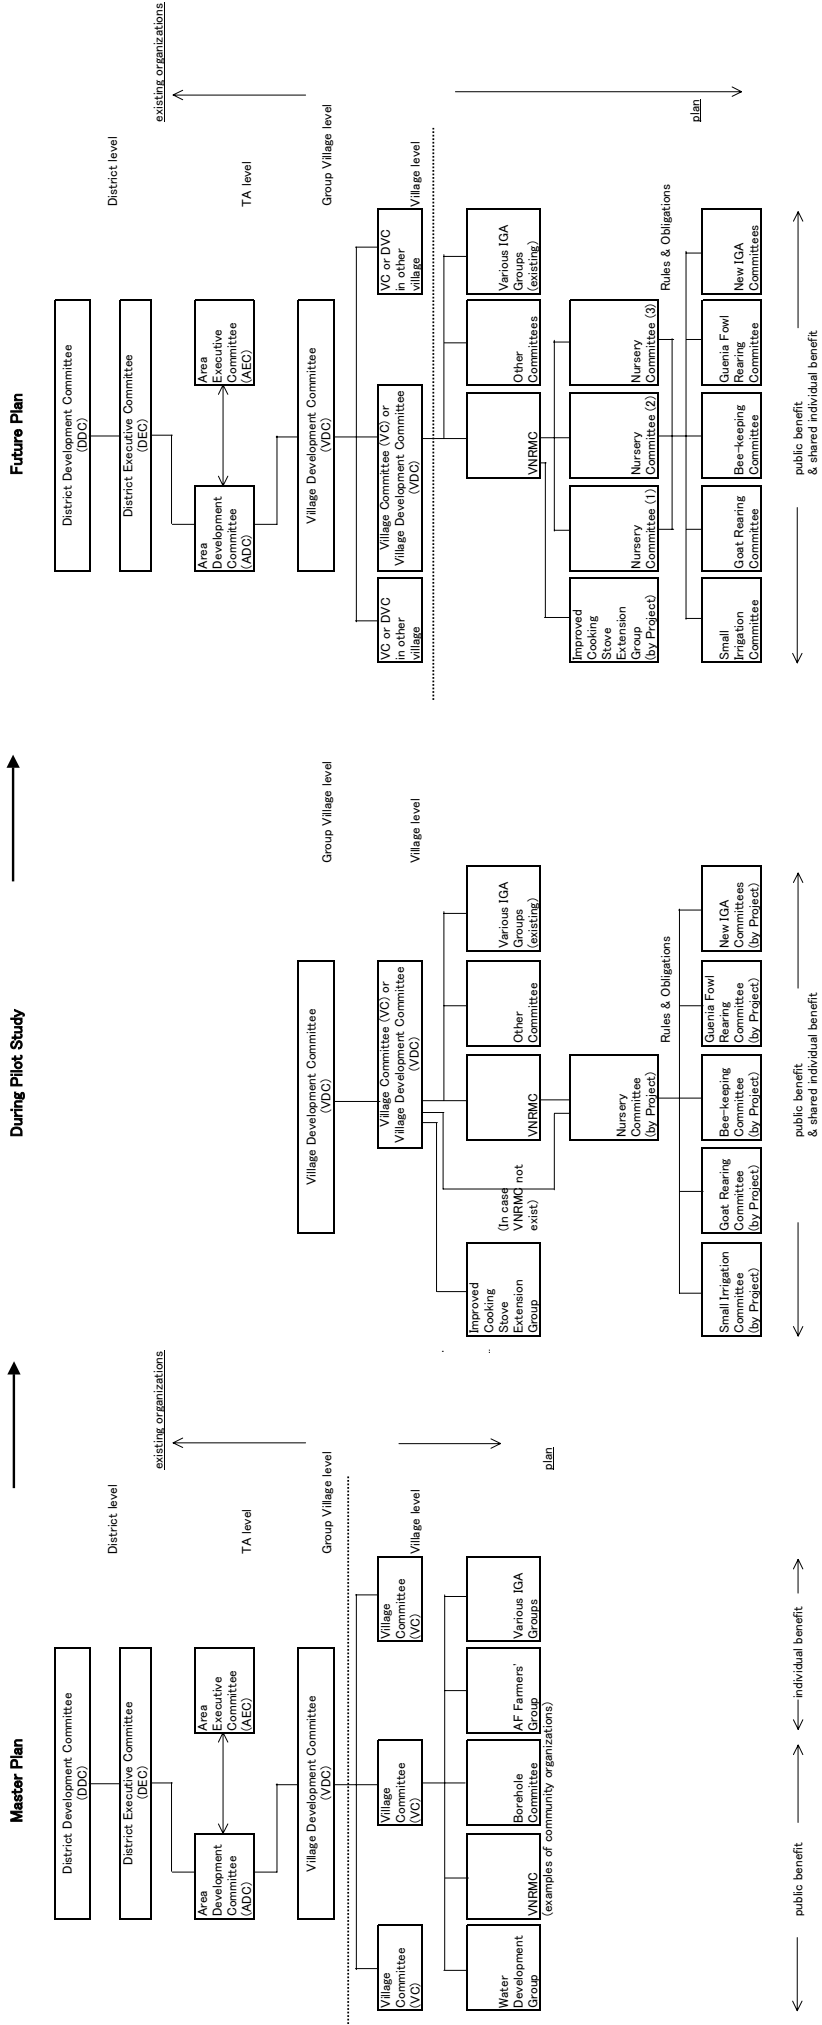 Master Plan
District Development Committee
(DDC)
District Executive Committee
(DEC)
District level
existing organizations
Area
Development
Committee
(ADC)
Area
Executive
Committee
(AEC)
TA level
Village Development Committee
(VDC)
Group Village level
Village
Committee
(VC)
Village
Committee
(VC)
Village
Committee
(VC)
Village level
Water
Development
Group
VNRMC
Borehole
Committee
AF Farmers'
Group
Various IGA
Groups
(examples of community organizations)
plan
public benefit
individual benefit
During Pilot Study
Village Development Committee
(VDC)
Group Village level
Village Committee (VC) or
Village Development Committee
(VDC)
Village level
Improved
Cooking
Stove
Extension
Group
(In case
VNRMC not
exist)
VNRMC
Other
Committee
Various IGA
Groups
(existing)
Nursery
Committee
(by Project)
Rules & Obligations
Small Irrigation
Committee
(by Project)
Goat Rearing
Committee
(by Project)
Bee-keeping
Committee
(by Project)
Guenia Fowl
Rearing
Committee
(by Project)
New IGA
Committees
(by Project)
public benefit
& shared individual benefit
Future Plan
District Development Committee
(DDC)
District Executive Committee
(DEC)
District level
existing organizations
Area
Development
Committee
(ADC)
Area
Executive
Committee
(AEC)
TA level
Village Development Committee
(VDC)
Group Village level
VC or DVC
in other
village
Village Committee (VC) or
Village Development Committee
(VDC)
VC or DVC
in other
village
Village level
VNRMC
Other
Committees
Various IGA
Groups
(existing)
Improved
Cooking
Stove
Extension
Group
(by Project)
Nursery
Committee (1)
Nursery
Committee (2)
Nursery
Committee (3)
Rules & Obligations
plan
Small
Irrigation
Committee
Goat Rearing
Committee
Bee-keeping
Committee
Guenia Fowl
Rearing
Committee
New IGA
Committees
public benefit
& shared individual benefit